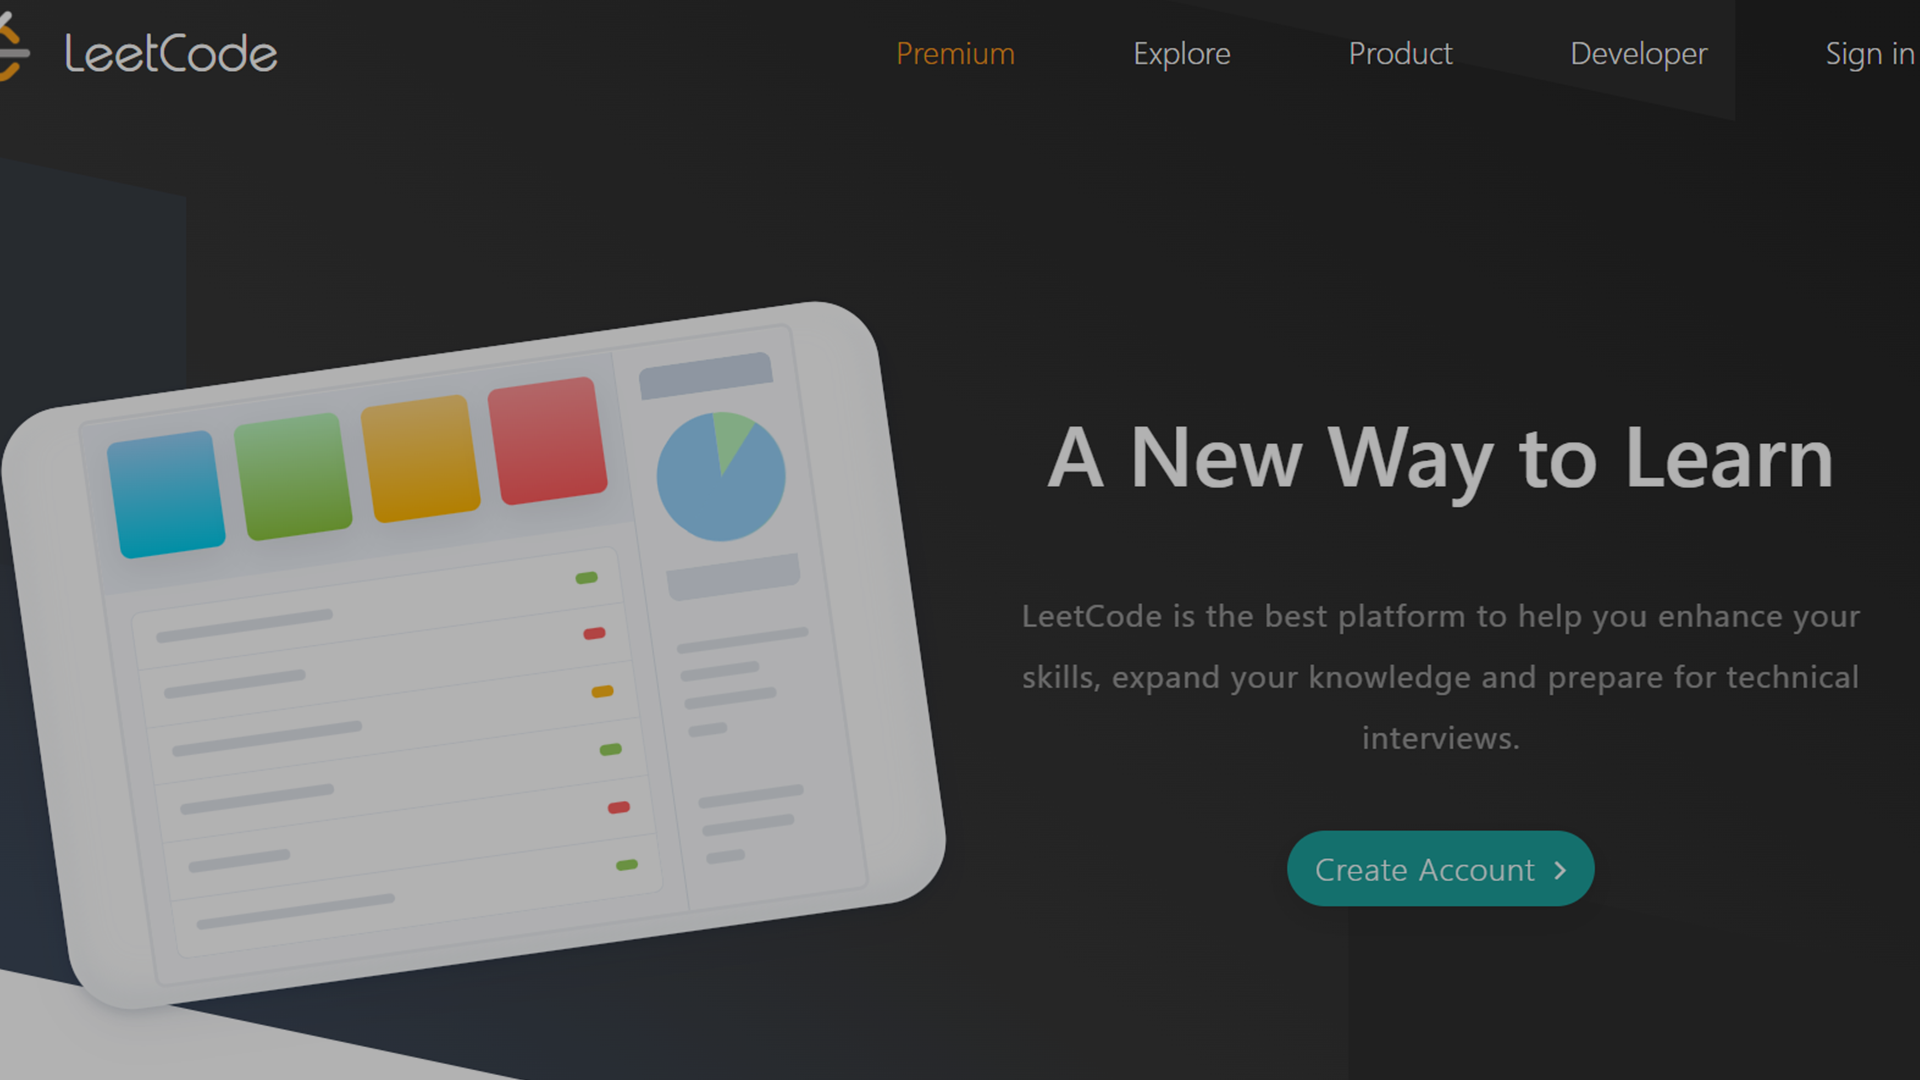 LeetCode
Premium Explore Product Developer Sign in
A New Way to Learn
LeetCode is the best platform to help you enhance your
skills, expand your knowledge and prepare for technical
interviews.
Create Account